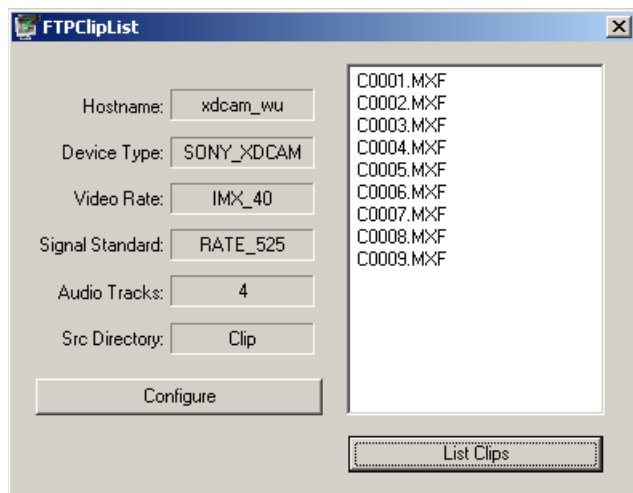 FTPClipList
Hostname: xdcam_wu
Device Type: SONY_XDCAM
Video Rate: IMX_40
Signal Standard: RATE_525
Audio Tracks: 4
Src Directory: Clip
Configure
C0001.MXF
C0002.MXF
C0003.MXF
C0004.MXF
C0005.MXF
C0006.MXF
C0007.MXF
C0008.MXF
C0009.MXF
List Clips